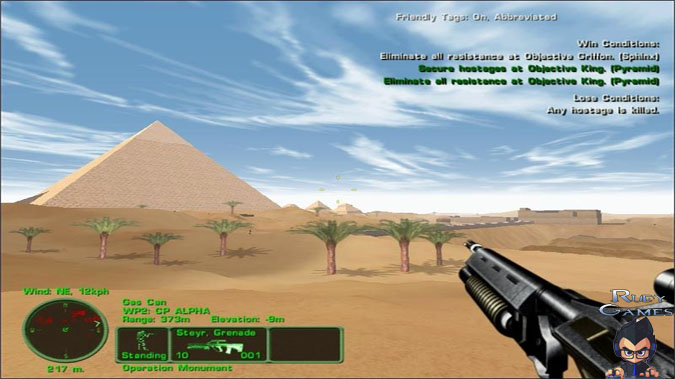 Friendly Tags: On, Abbreviated
Win Conditions:
Eliminate all resistance at Objective Griffon. (Sphinx)
Secure hostages at Objective King. (Pyramid)
Eliminate all resistance at Objective King. (Pyramid)
Lose Conditions:
Any hostage is killed.
Wind: NE, 12kph
Gas Can
WP2: CP ALPHA
Range: 373m Elevation: -9m
Steyr, Grenade
Standing
10 001
217 m.
Operation Monument
Ruby
Games